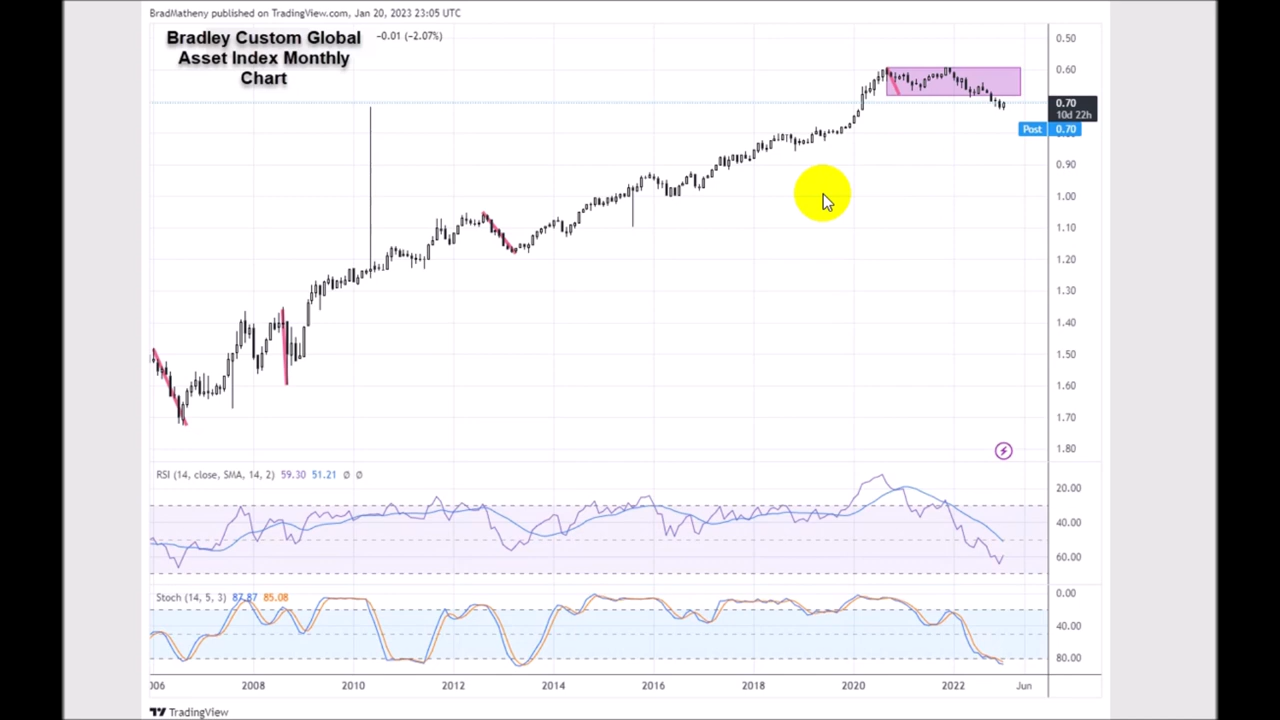 BradMatheny published on TradingView.com, Jan 20, 2023 23:05 UTC
Bradley Custom Global
Asset Index Monthly
Chart
−0.01 (−2.07%)
0.50
0.60
0.70
10d 22h
Post 0.70
0.90
1.00
1.10
1.20
1.30
1.40
1.50
1.60
1.70
1.80
RSI (14, close, SMA, 14, 2) 59.30 51.21 Ø Ø
20.00
40.00
60.00
Stoch (14, 5, 3) 87.87 85.08
0.00
40.00
80.00
006 2008 2010 2012 2014 2016 2018 2020 2022 Jun
TradingView